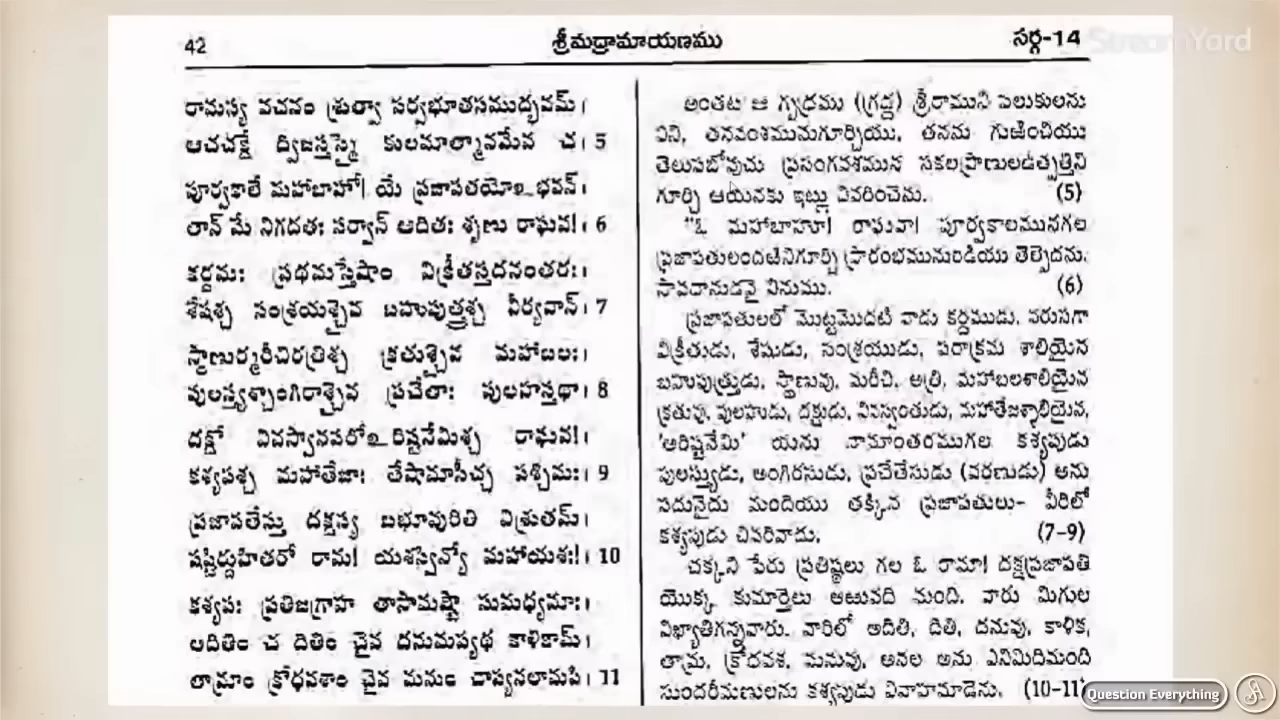 42
శ్రీమద్రామాయణము
సర్గ-14
StreamYard
రామస్య వచనం శ్రుత్వా సర్వభూతసముద్భవమ్।
ఆచచక్షే ద్విజస్తస్మై కులమాత్మానమేవ చ। 5
పూర్వకాలే మహాబాహో! యే ప్రజాపతయోఽభవన్।
తాన్ మే నిగదతః సర్వాన్ ఆదితః శృణు రాఘవ!। 6
కర్దమః ప్రథమస్తేషాం విక్రీతస్తదనంతరః।
శేషశ్చ సంశ్రయశ్చైవ బహుపుత్త్రశ్చ వీర్యవాన్। 7
స్థాణుర్మరీచిరత్రిశ్చ క్రతుశ్చైవ మహాబలః।
పులస్త్యశ్చాంగిరాశ్చైవ ప్రచేతాః పులహస్తథా। 8
దక్షో వివస్వానపరోఽరిష్టనేమిశ్చ రాఘవ!।
కశ్యపశ్చ మహాతేజాః తేషామాసీచ్చ పశ్చిమః। 9
ప్రజాపతేస్తు దక్షస్య బభూవురితి విశ్రుతమ్।
షష్టిర్దుహితరో రామ! యశస్విన్యో మహాయశః!। 10
కశ్యపః ప్రతిజగ్రాహ తాసామష్టౌ సుమధ్యమాః।
అదితిం చ దితిం చైవ దనుమప్యథ కాళికామ్।
తామ్రాం క్రోధవశాం చైవ మనుం చాప్యనలామపి। 11
అంతట ఆ గృధ్రము (గ్రద్ద) శ్రీరాముని పలుకులను
విని, తనవంశమునుగూర్చియు, తనను గుఱించియు
తెలుపబోవుచు ప్రసంగవశమున సకలప్రాణులఉత్పత్తిని
గూర్చి ఆయనకు ఇట్లు వివరించెను. (5)
"ఓ మహాబాహూ! రాఘవా! పూర్వకాలమునగల
ప్రజాపతులందఱినిగూర్చి ప్రారంభమునుండియు తెల్పెదను.
సావధానుడవై వినుము. (6)
ప్రజాపతులలో మొట్టమొదటి వాడు కర్దముడు. వరుసగా
విక్రీతుడు, శేషుడు, సంశ్రయుడు, పరాక్రమ శాలియైన
బహుపుత్రుడు, స్థాణువు, మరీచి, అత్రి, మహాబలశాలియైన
క్రతువు, పులహుడు, దక్షుడు, వివస్వంతుడు, మహాతేజశ్శాలియైన,
'అరిష్టనేమి' యను నామాంతరముగల కశ్యపుడు
పులస్త్యుడు, అంగిరసుడు, ప్రచేతేసుడు (వరణుడు) అను
పదునైదు మందియు తక్కిన ప్రజాపతులు- వీరిలో
కశ్యపుడు చివరివాడు. (7-9)
చక్కని పేరు ప్రతిష్ఠలు గల ఓ రామా! దక్షప్రజాపతి
యొక్క కుమార్తెలు ఆఱువది మంది. వారు మిగుల
విఖ్యాతిగన్నవారు. వారిలో అదితి, దితి, దనువు, కాళిక,
తామ్ర, క్రోధవశ, మనువు, అనల అను ఎనిమిదిమంది
సుందరీమణులను కశ్యపుడు వివాహమాడెను. (10-11)
Question Everything